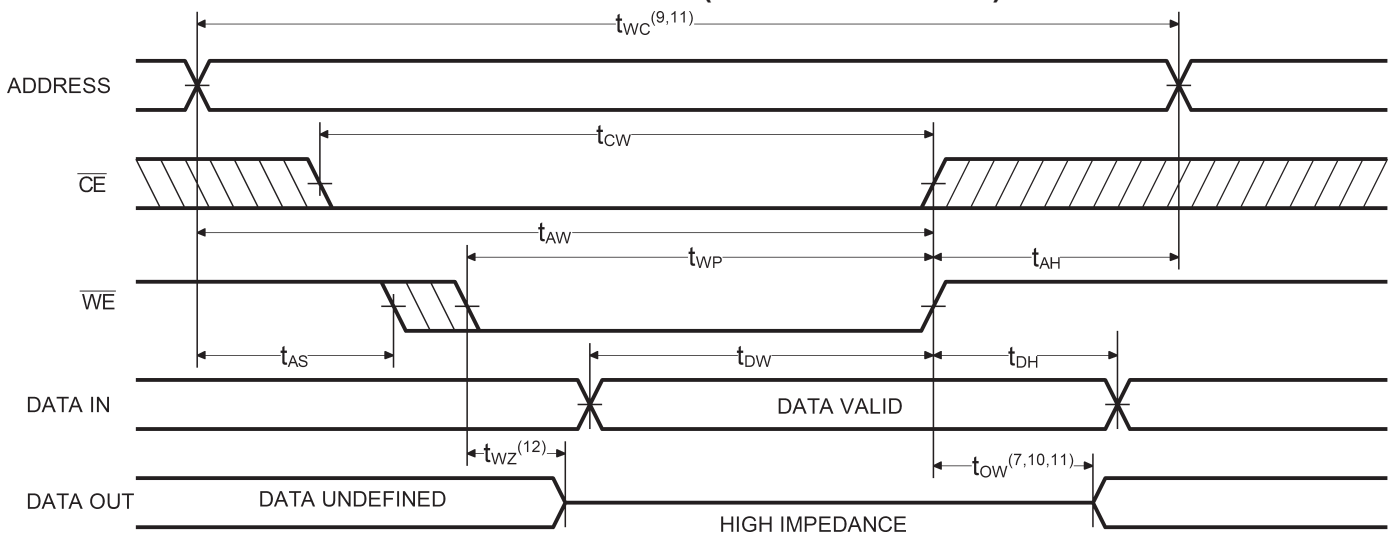 tWC(9,11)
ADDRESS
tCW
CE
tAW
tWP
tAH
WE
tAS
tDW
tDH
DATA IN
DATA VALID
tWZ(12)
tOW(7,10,11)
DATA OUT
DATA UNDEFINED
HIGH IMPEDANCE